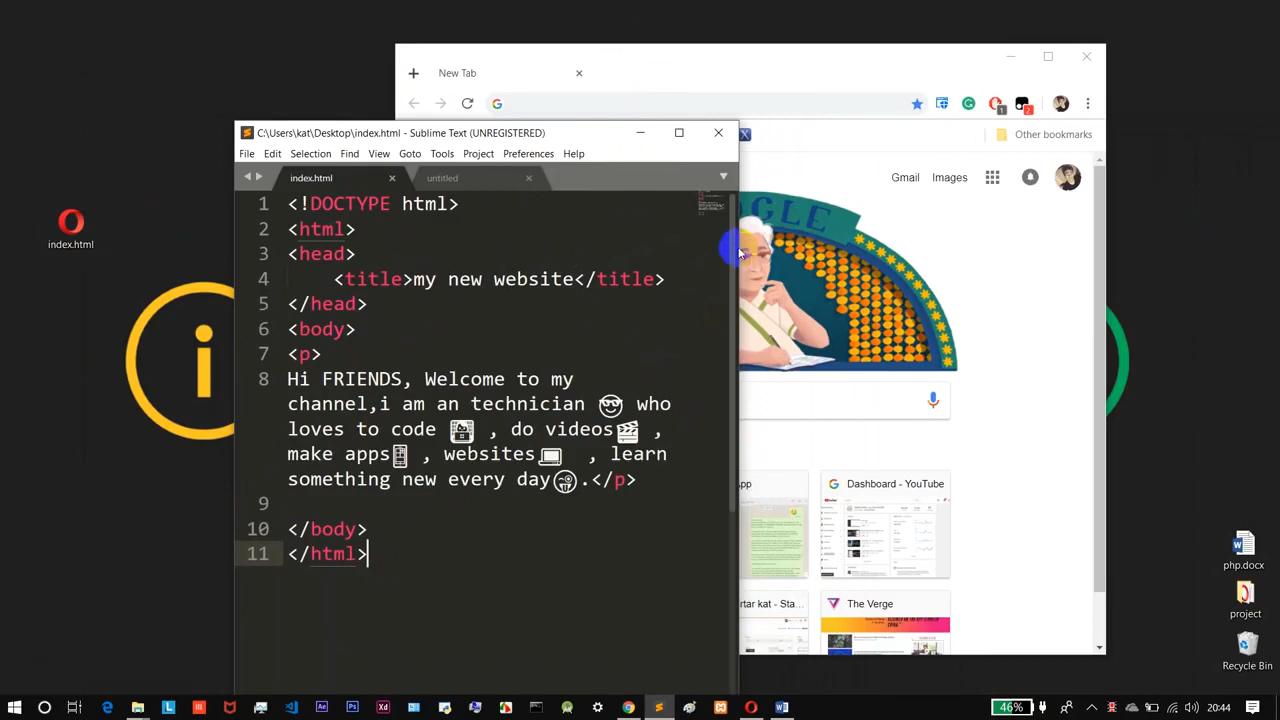 New Tab
Other bookmarks
C:\Users\kat\Desktop\index.html - Sublime Text (UNREGISTERED)
File Edit Selection Find View Goto Tools Project Preferences Help
index.html
untitled
Gmail Images
1 <!DOCTYPE html>
2 <html>
3 <head>
4 <title>my new website</title>
5 </head>
6 <body>
7 <p>
8 Hi FRIENDS, Welcome to my
channel,i am an technician 😎 who
loves to code , do videos🎬 ,
make apps📱 , websites💻 , learn
something new every day🤪.</p>
9
10 </body>
11 </html>
index.html
i
App
Dashboard - YouTube
rtar kat - Sta...
The Verge
project
Recycle Bin
46%
20:44